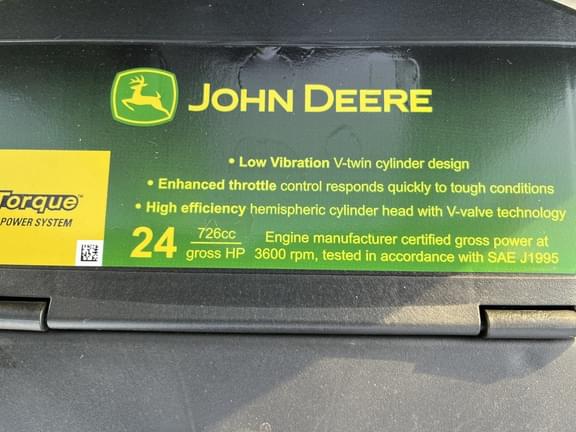 JOHN DEERE
• Low Vibration V-twin cylinder design
• Enhanced throttle control responds quickly to tough conditions
• High efficiency hemispheric cylinder head with V-valve technology
Torque™
POWER SYSTEM
24 726cc
gross HP
Engine manufacturer certified gross power at
3600 rpm, tested in accordance with SAE J1995